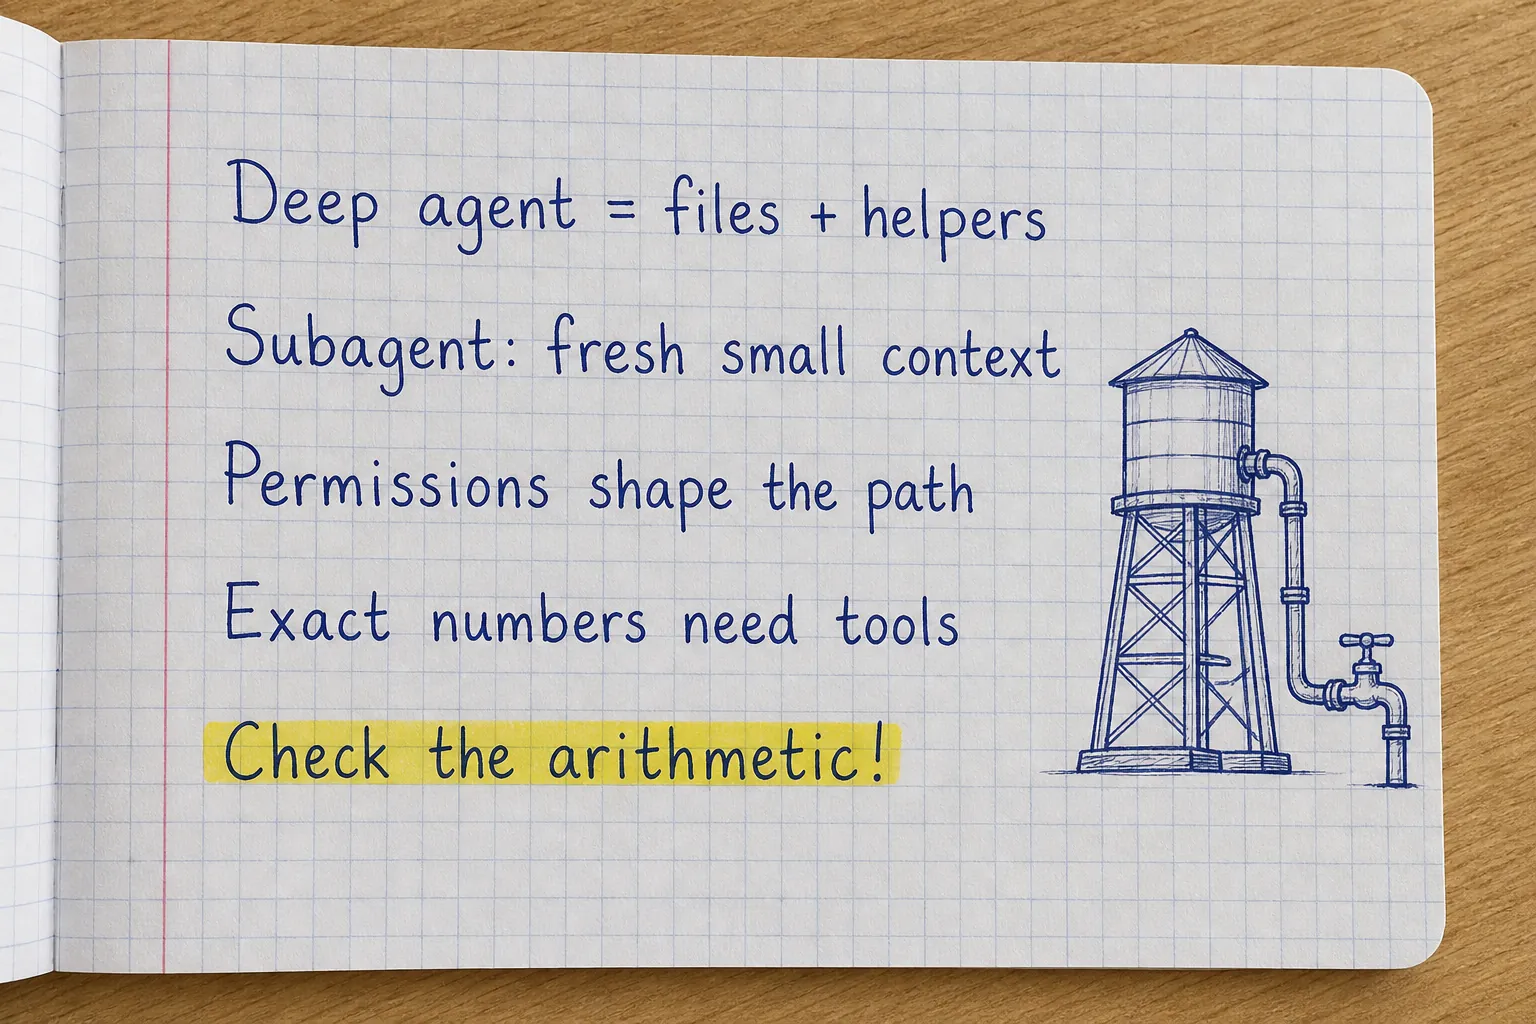 Deep agent = files + helpers
Subagent: fresh small context
Permissions shape the path
Exact numbers need tools
Check the arithmetic!